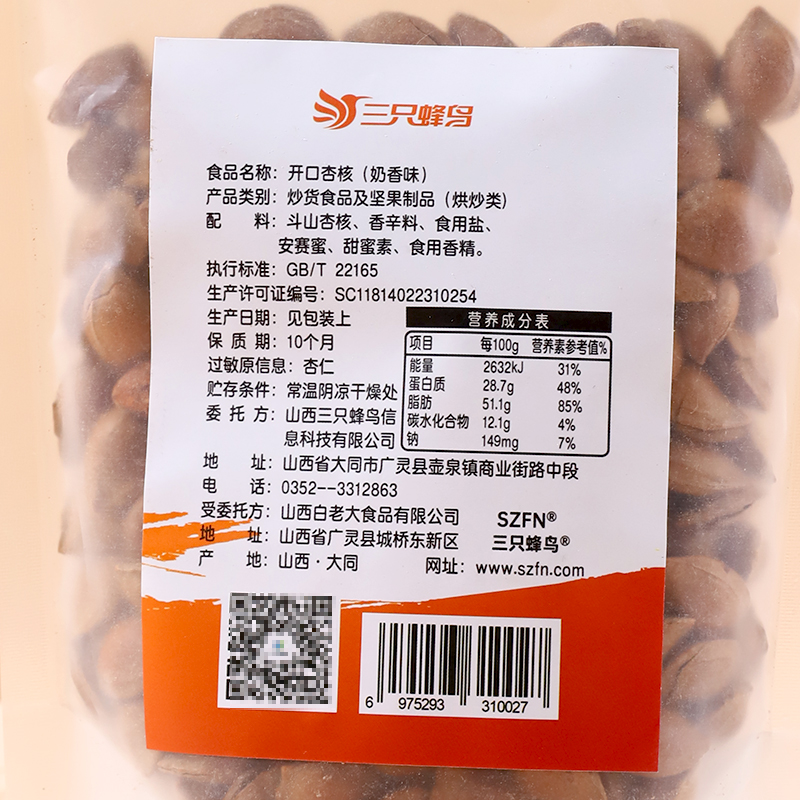 三只蜂鸟
食品名称：开口杏核（奶香味）
产品类别：炒货食品及坚果制品（烘炒类）
配 料：斗山杏核、香辛料、食用盐、
安赛蜜、甜蜜素、食用香精。
执行标准：GB/T 22165
生产许可证编号：SC11814022310254
生产日期：见包装上
保 质 期：10个月
过敏原信息：杏仁
贮存条件：常温阴凉干燥处
委 托 方：山西三只蜂鸟信
息科技有限公司
营养成分表
项目 每100g 营养素参考值%
能量 2632kJ 31%
蛋白质 28.7g 48%
脂肪 51.1g 85%
碳水化合物 12.1g 4%
钠 149mg 7%
地 址：山西省大同市广灵县壶泉镇商业街路中段
电 话：0352--3312863
受委托方：山西白老大食品有限公司 SZFN®
地 址：山西省广灵县城桥东新区 三只蜂鸟®
产 地：山西·大同 网址：www.szfn.com
6 975293 310027